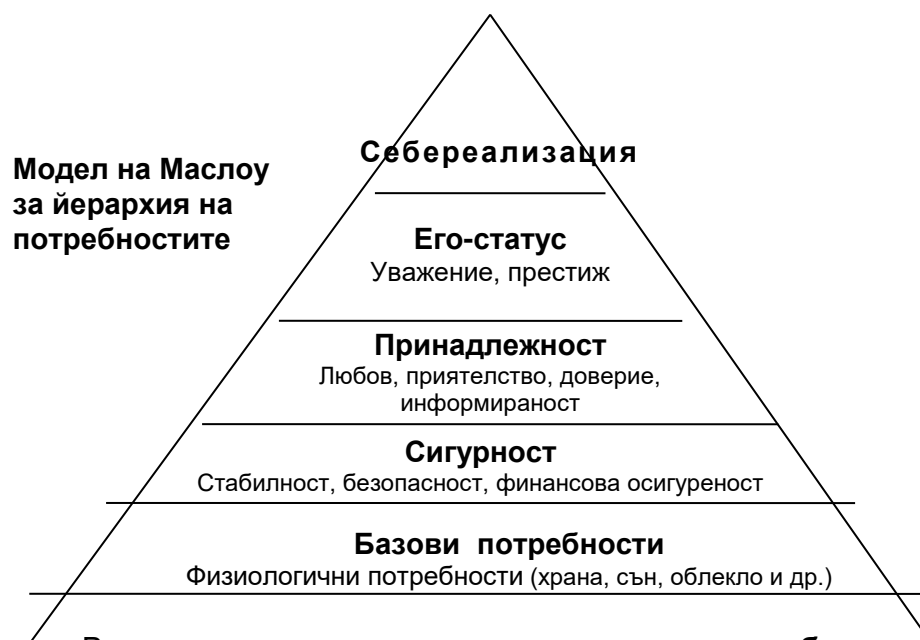 Себереализация
Модел на Маслоу
за йерархия на
потребностите
Его-статус
Уважение, престиж
Принадлежност
Любов, приятелство, доверие,
информираност
Сигурност
Стабилност, безопасност, финансова осигуреност
Базови потребности
Физиологични потребности (храна, сън, облекло и др.)